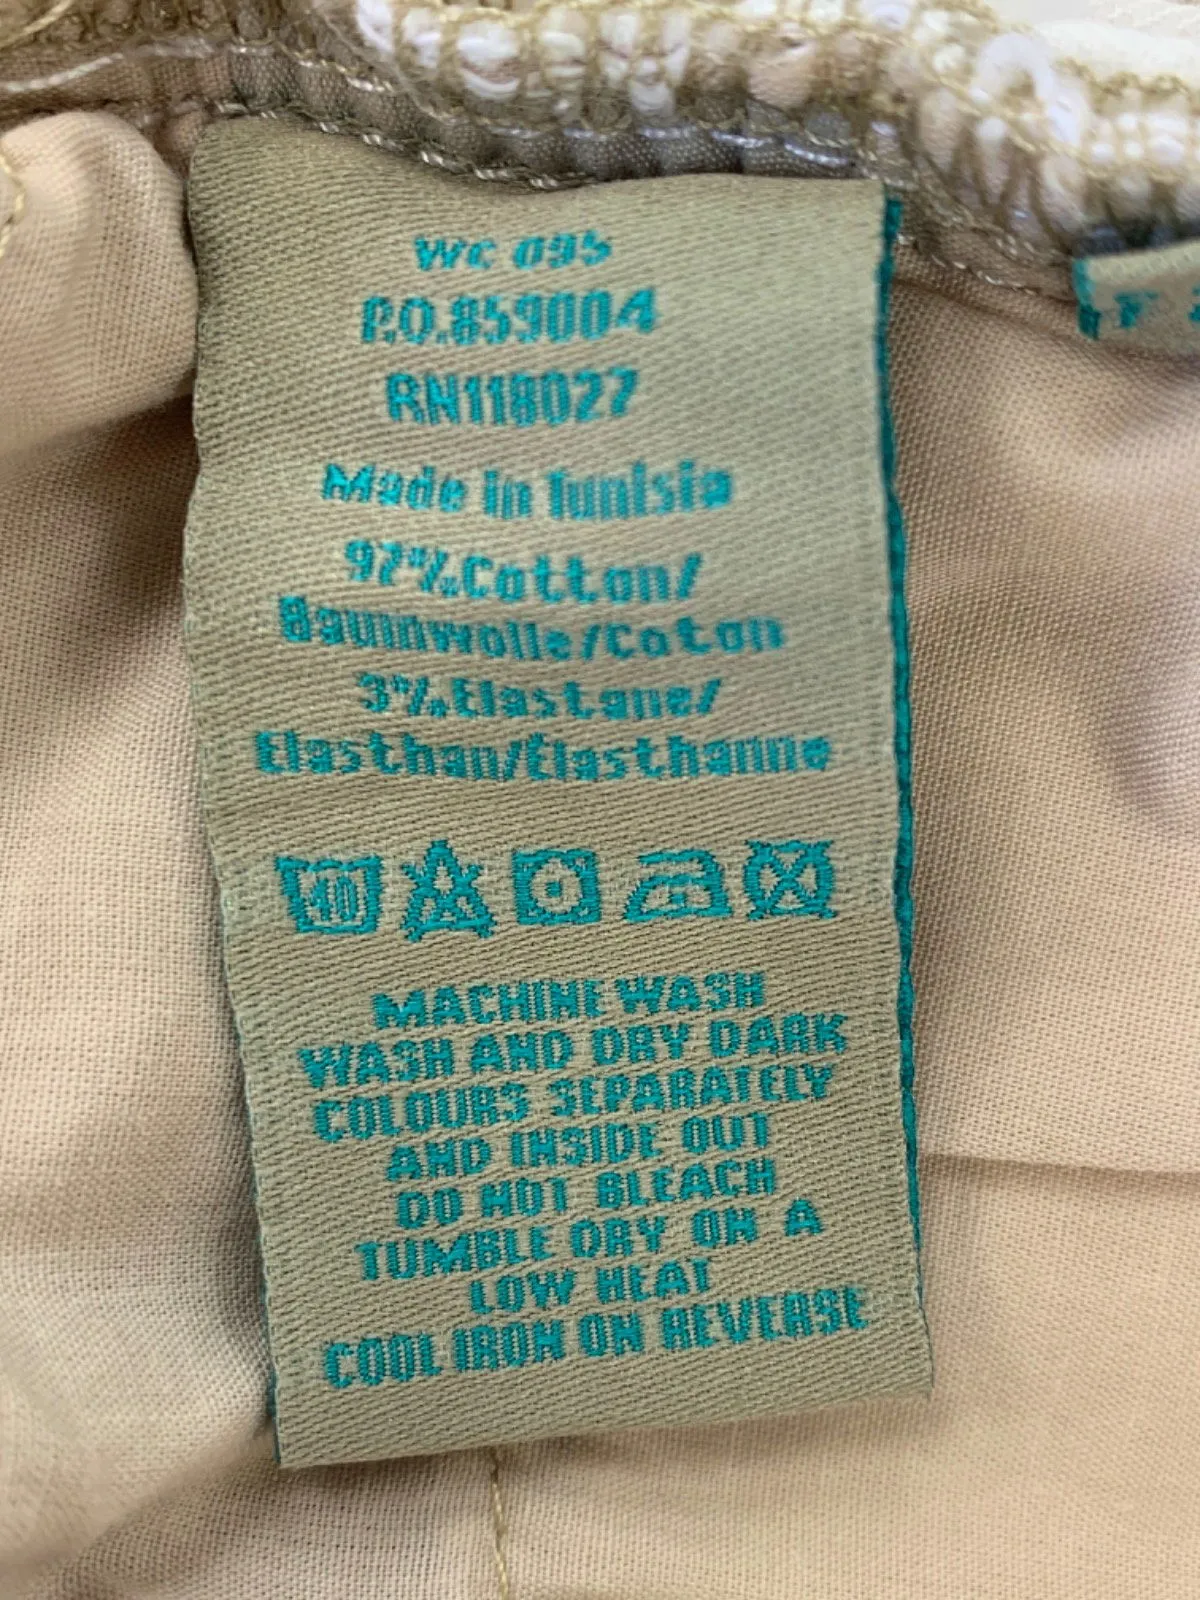 WC 095
P.O.859004
RN118027
Made in Tunisia
97%Cotton/
Baumwolle/Coton
3%Elastane/
Elasthan/Élasthanne
40
MACHINE WASH
WASH AND DRY DARK
COLOURS SEPARATELY
AND INSIDE OUT
DO NOT BLEACH
TUMBLE DRY ON A
LOW HEAT
COOL IRON ON REVERSE